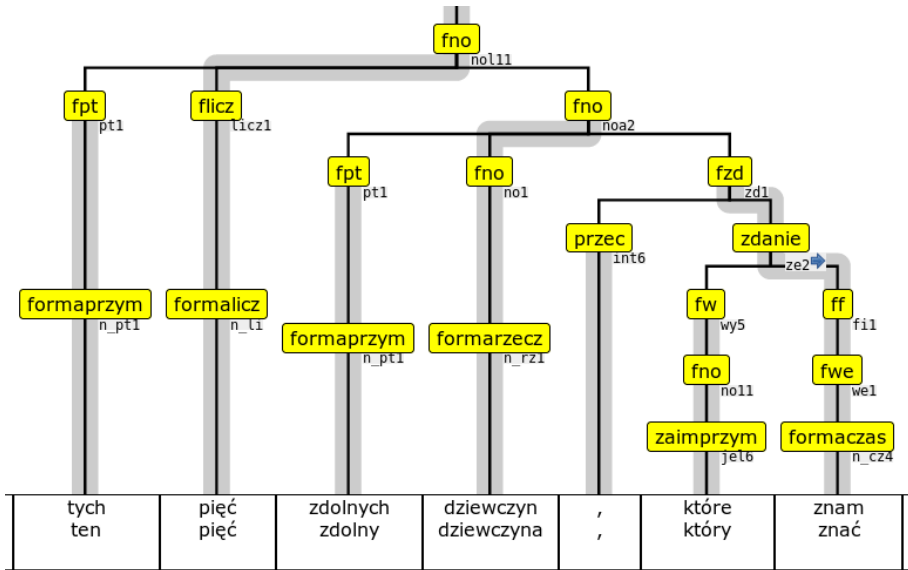 fno
nol11
fpt
pt1
flicz
licz1
fno
noa2
fpt
pt1
fno
no1
fzd
zd1
przec
int6
zdanie
ze2
formaprzym
n_pt1
formalicz
n_li
fw
wy5
ff
fi1
formaprzym
n_pt1
formarzecz
n_rz1
fno
no11
fwe
we1
zaimprzym
jel6
formaczas
n_cz4
tych pięć zdolnych dziewczyn , które znam
ten pięć zdolny dziewczyna , który znać